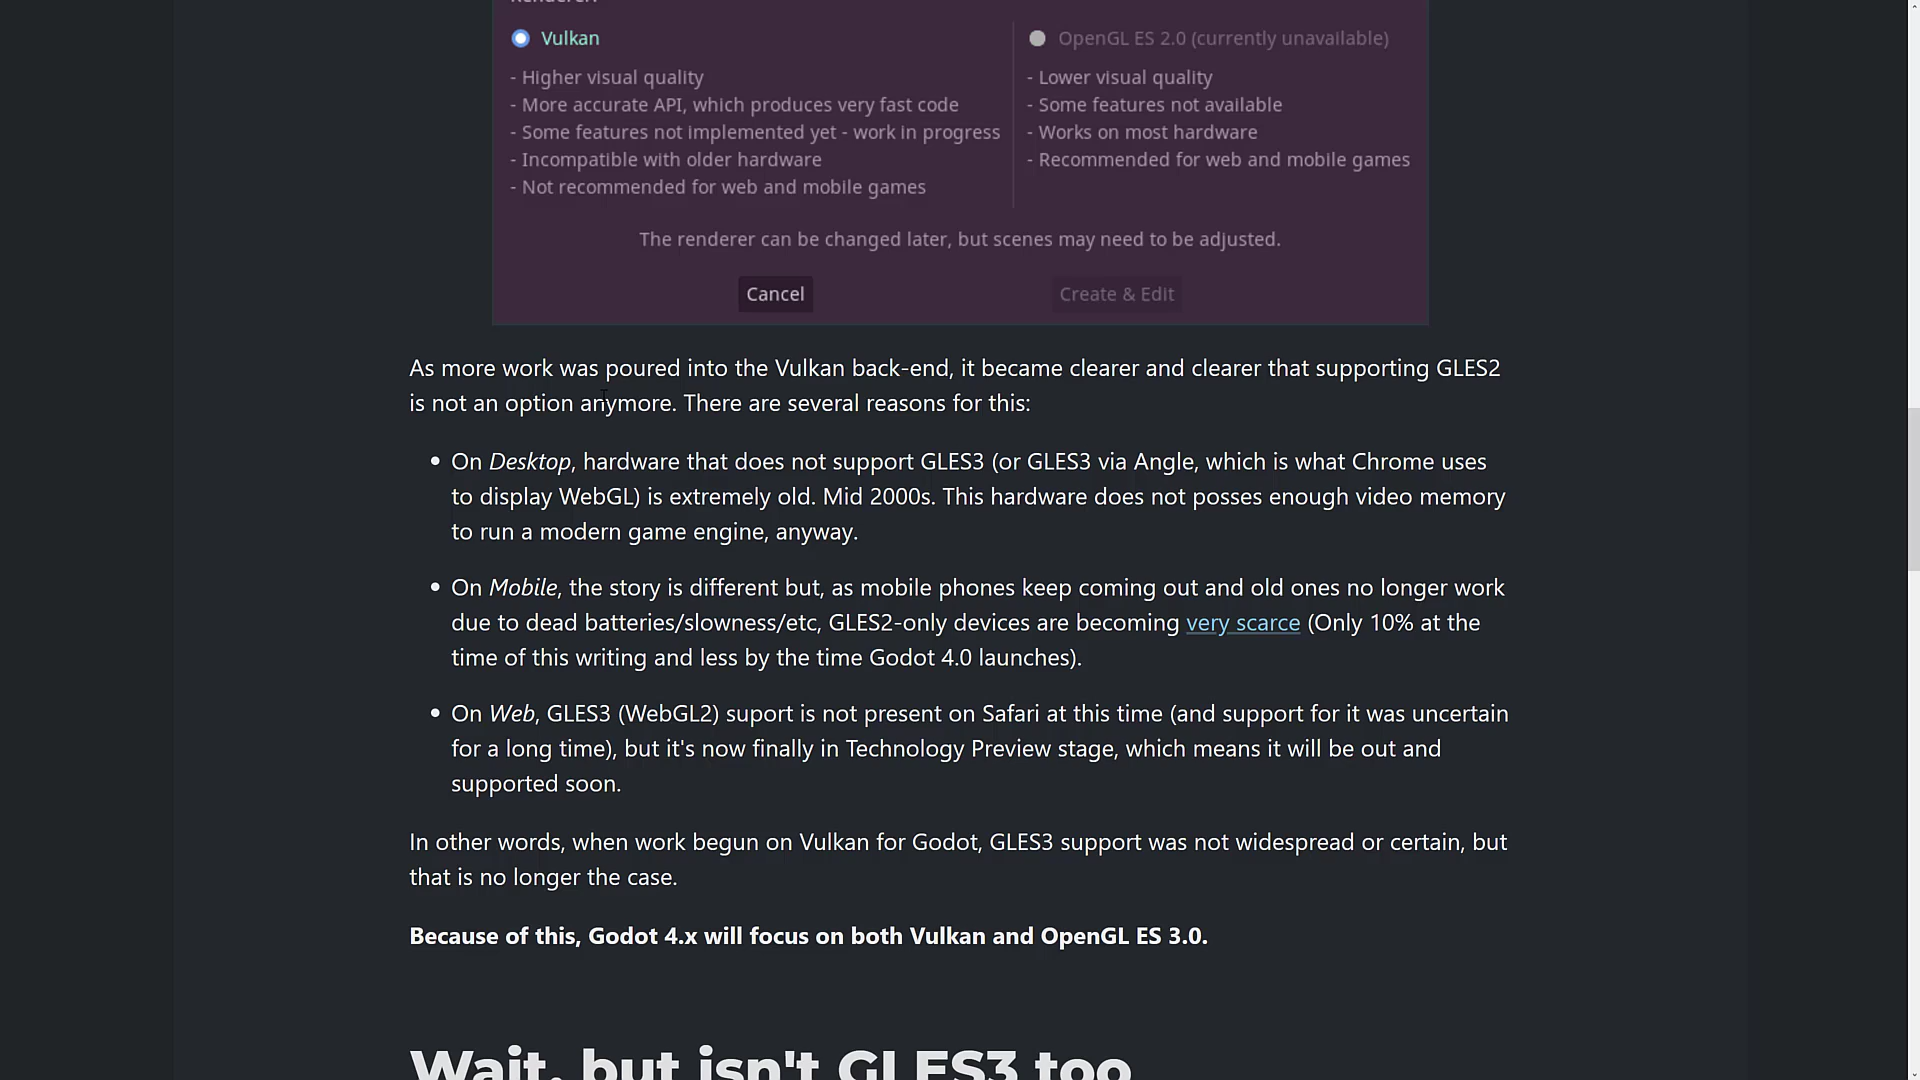 Renderer:
Vulkan
- Higher visual quality
- More accurate API, which produces very fast code
- Some features not implemented yet - work in progress
- Incompatible with older hardware
- Not recommended for web and mobile games
OpenGL ES 2.0 (currently unavailable)
- Lower visual quality
- Some features not available
- Works on most hardware
- Recommended for web and mobile games
The renderer can be changed later, but scenes may need to be adjusted.
Cancel
Create & Edit
As more work was poured into the Vulkan back-end, it became clearer and clearer that supporting GLES2
is not an option anymore. There are several reasons for this:
• On Desktop, hardware that does not support GLES3 (or GLES3 via Angle, which is what Chrome uses
to display WebGL) is extremely old. Mid 2000s. This hardware does not posses enough video memory
to run a modern game engine, anyway.
• On Mobile, the story is different but, as mobile phones keep coming out and old ones no longer work
due to dead batteries/slowness/etc, GLES2-only devices are becoming very scarce (Only 10% at the
time of this writing and less by the time Godot 4.0 launches).
• On Web, GLES3 (WebGL2) suport is not present on Safari at this time (and support for it was uncertain
for a long time), but it's now finally in Technology Preview stage, which means it will be out and
supported soon.
In other words, when work begun on Vulkan for Godot, GLES3 support was not widespread or certain, but
that is no longer the case.
Because of this, Godot 4.x will focus on both Vulkan and OpenGL ES 3.0.
Wait, but isn't GLES3 too